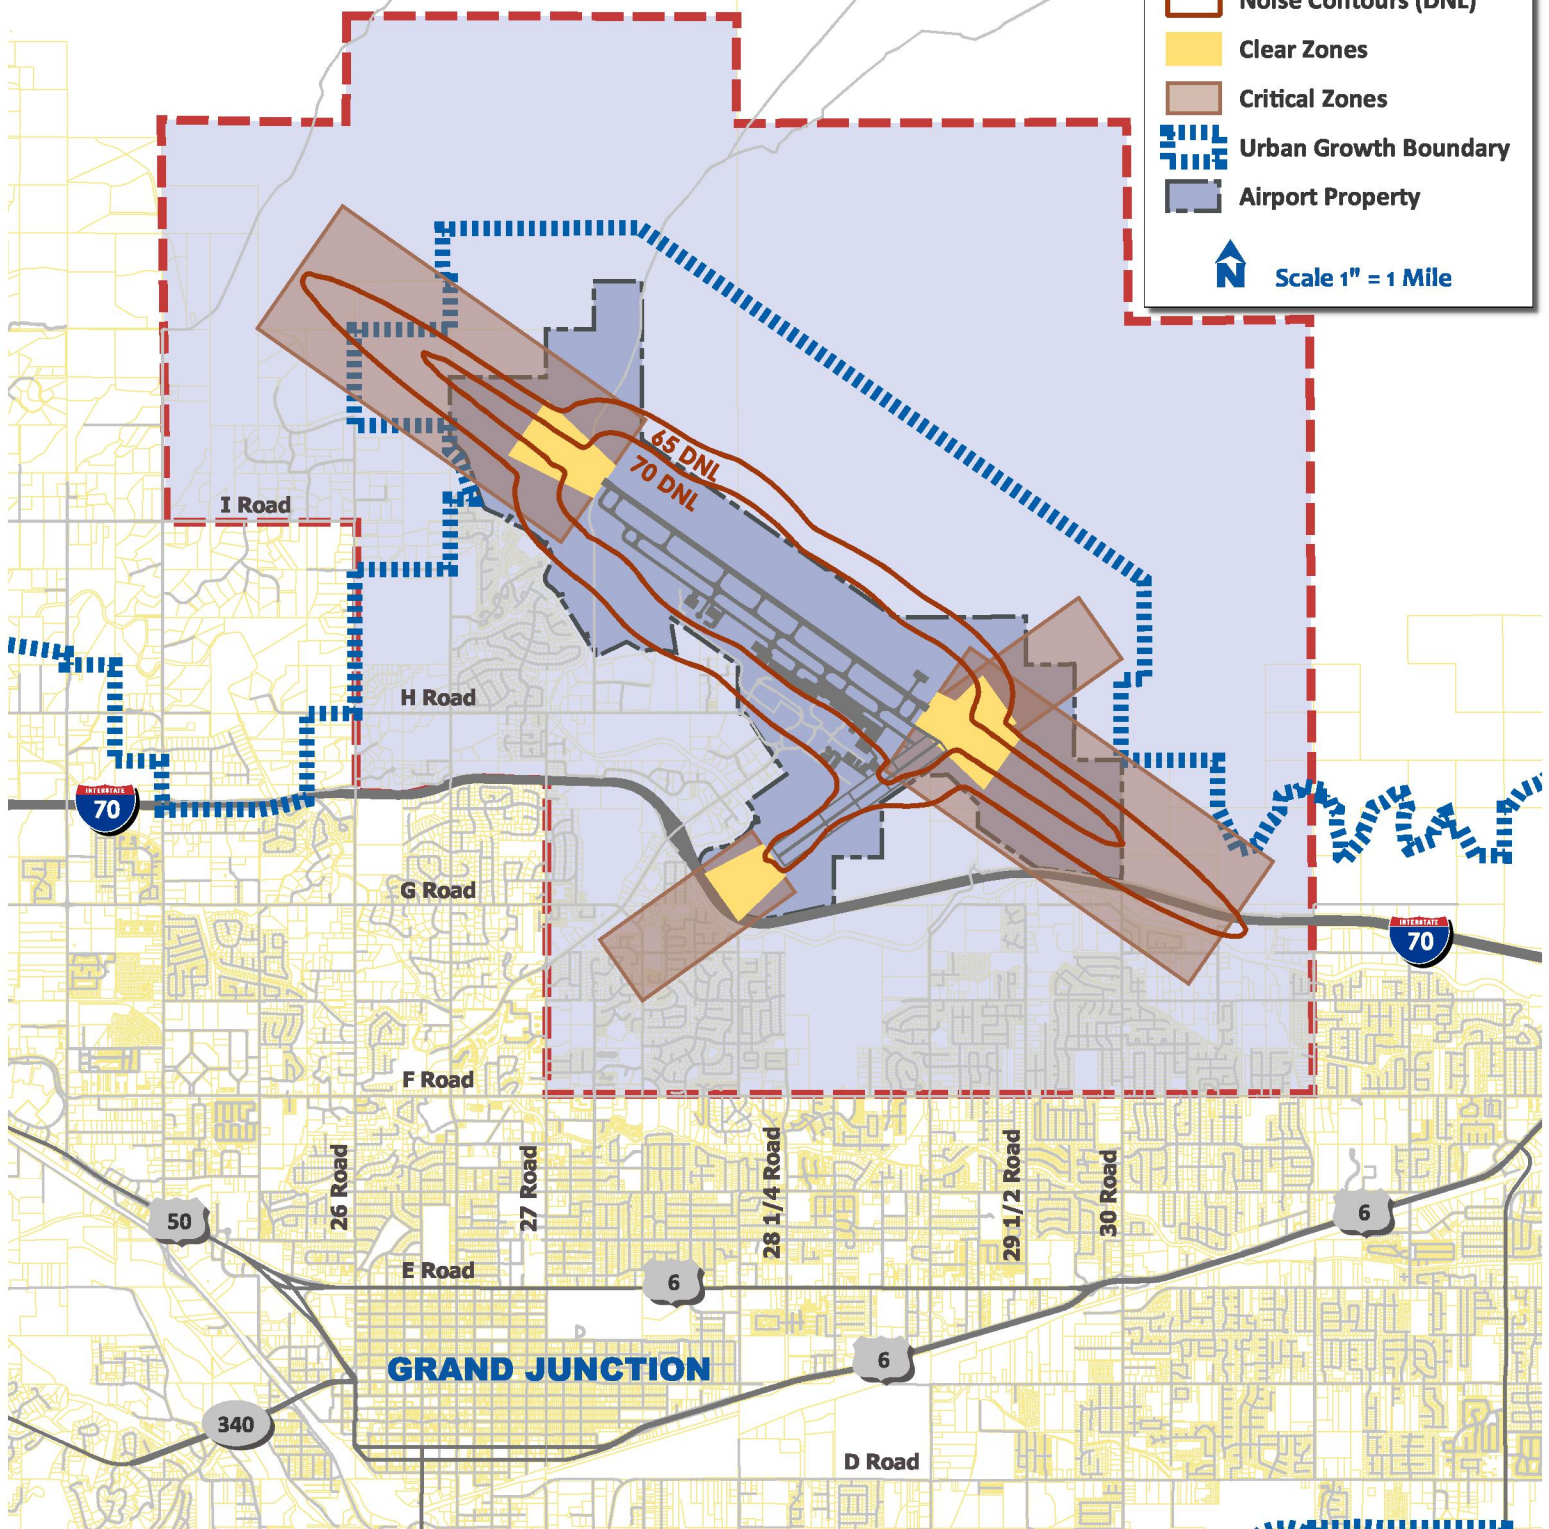 Noise Contours (DNL)
Clear Zones
Critical Zones
Urban Growth Boundary
Airport Property
N
Scale 1" = 1 Mile
65 DNL
70 DNL
I Road
H Road
INTERSTATE
70
G Road
INTERSTATE
70
F Road
26 Road
27 Road
28 1/4 Road
29 1/2 Road
30 Road
50
6
E Road
6
D
6
GRAND JUNCTION
340
D Road